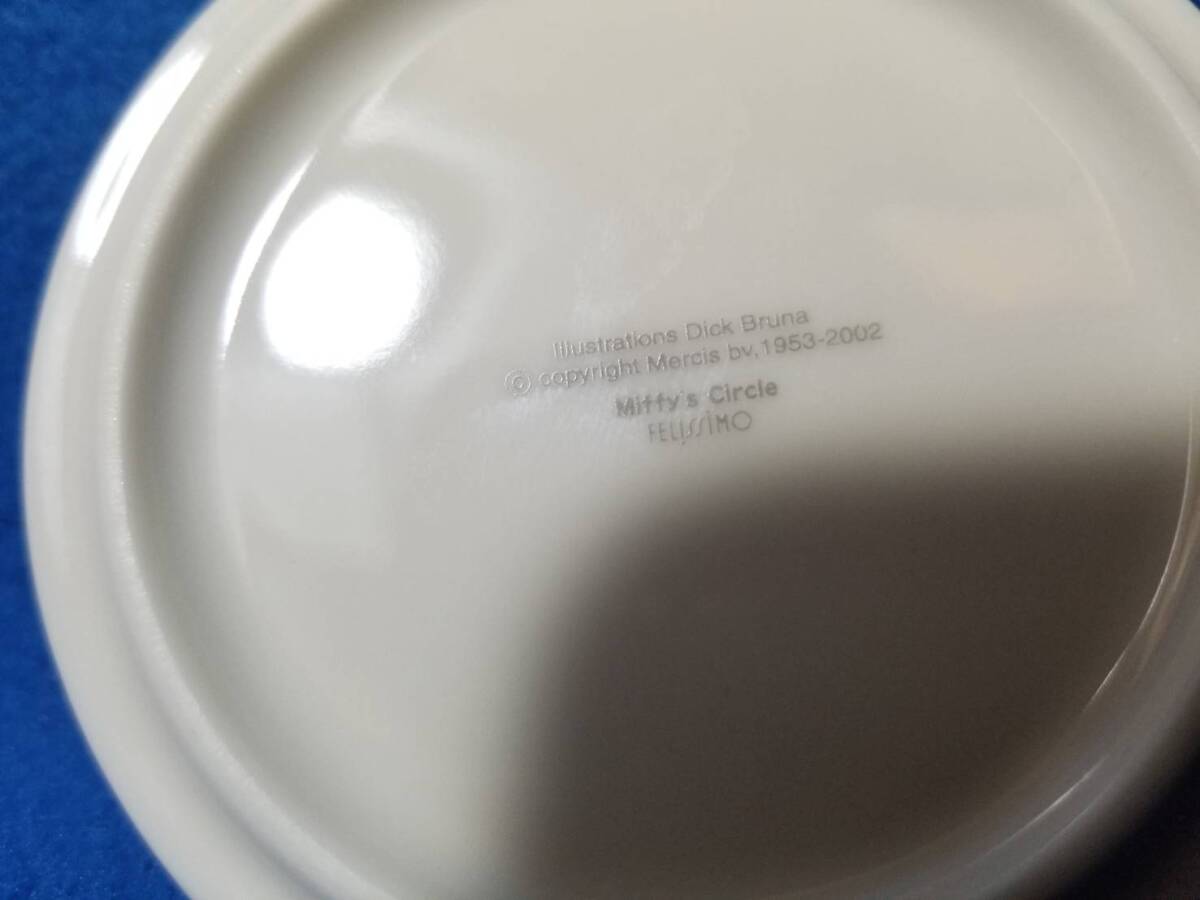 Illustrations Dick Bruna
© copyright Mercis bv,1953-2002
Miffy's Circle
FELISSIMO